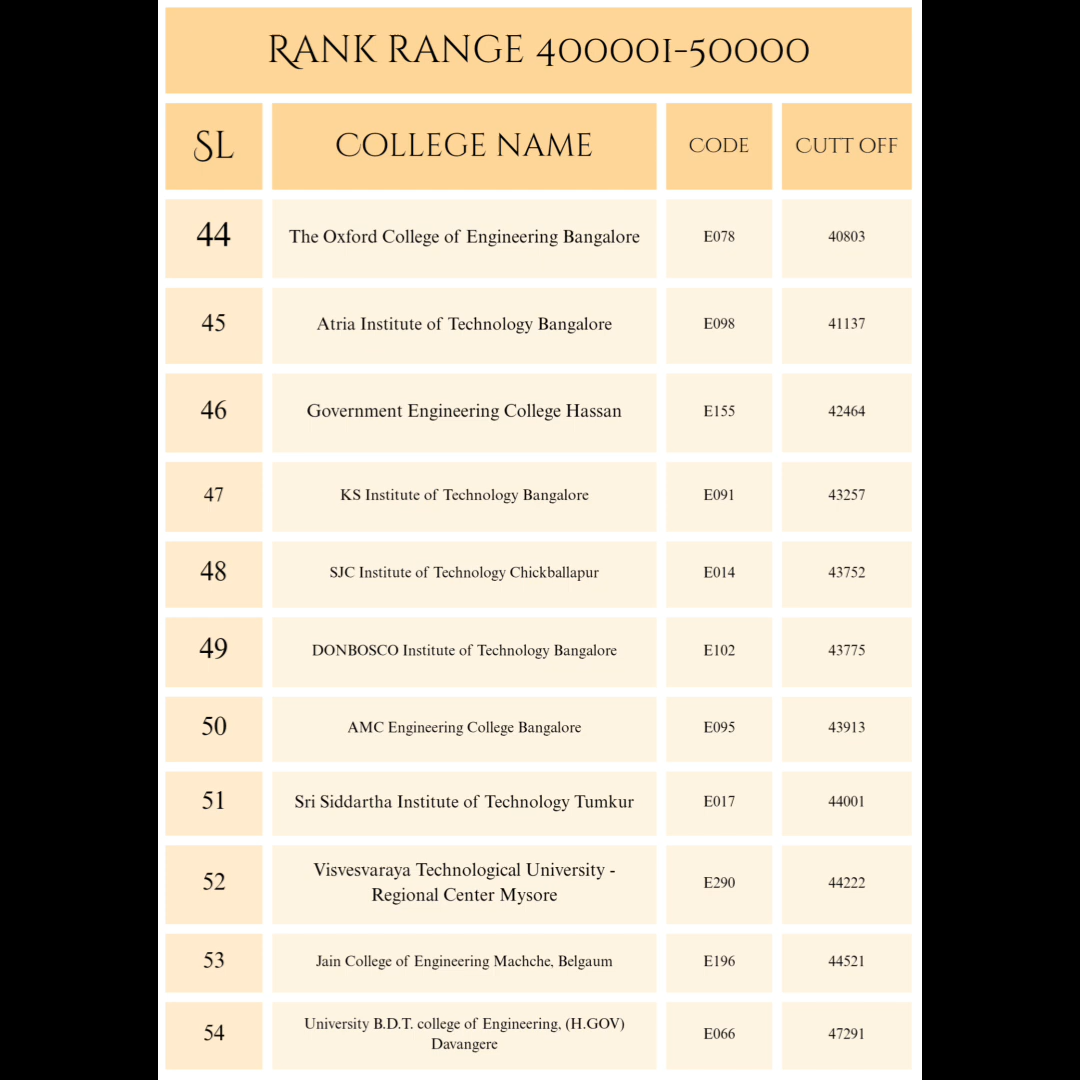 RANK RANGE 400001-50000
SL COLLEGE NAME CODE CUTT OFF
44 The Oxford College of Engineering Bangalore E078 40803
45 Atria Institute of Technology Bangalore E098 41137
46 Government Engineering College Hassan E155 42464
47 KS Institute of Technology Bangalore E091 43257
48 SJC Institute of Technology Chickballapur E014 43752
49 DONBOSCO Institute of Technology Bangalore E102 43775
50 AMC Engineering College Bangalore E095 43913
51 Sri Siddartha Institute of Technology Tumkur E017 44001
52 Visvesvaraya Technological University -
Regional Center Mysore E290 44222
53 Jain College of Engineering Machche, Belgaum E196 44521
54 University B.D.T. college of Engineering, (H.GOV)
Davangere E066 47291